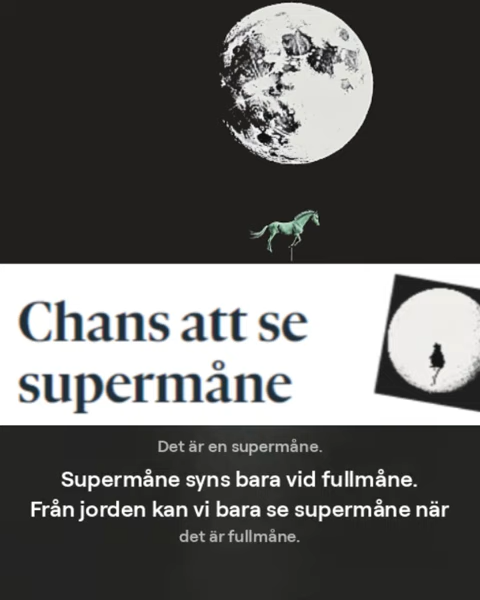 Chans att se
supermåne
Det är en supermåne.
Supermåne syns bara vid fullmåne.
Från jorden kan vi bara se supermåne när
det är fullmåne.